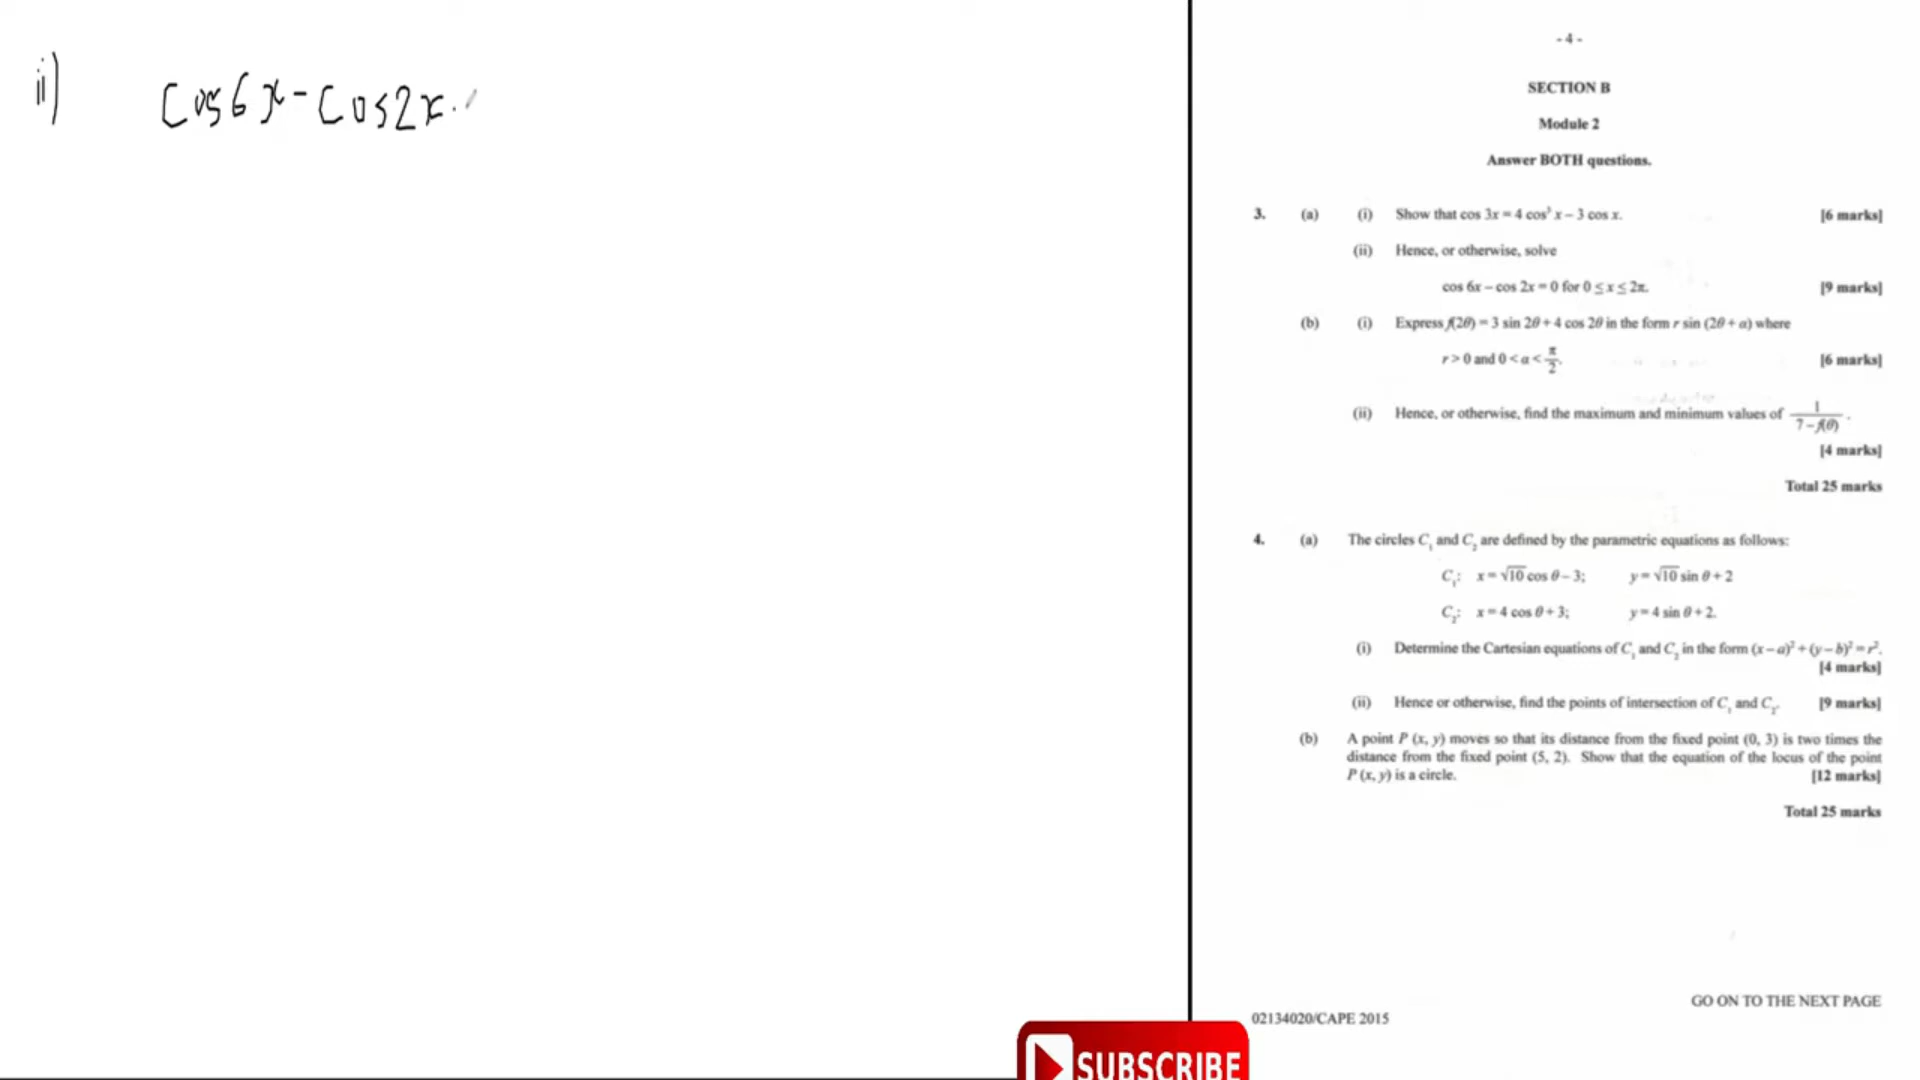 ii) Cos6x-Cos2x.
- 4 -
SECTION B
Module 2
Answer BOTH questions.
3. (a) (i) Show that cos 3x = 4 cos³ x – 3 cos x. [6 marks]
(ii) Hence, or otherwise, solve
cos 6x – cos 2x = 0 for 0 ≤ x ≤ 2π. [9 marks]
(b) (i) Express f(2θ) = 3 sin 2θ + 4 cos 2θ in the form r sin (2θ + α) where
r > 0 and 0 < α < π/2. [6 marks]
(ii) Hence, or otherwise, find the maximum and minimum values of 1/(7 – f(θ)).
[4 marks]
Total 25 marks
4. (a) The circles C₁ and C₂ are defined by the parametric equations as follows:
C₁: x = √10 cos θ – 3; y = √10 sin θ + 2
C₂: x = 4 cos θ + 3; y = 4 sin θ + 2.
(i) Determine the Cartesian equations of C₁ and C₂ in the form (x – a)² + (y – b)² = r².
[4 marks]
(ii) Hence or otherwise, find the points of intersection of C₁ and C₂. [9 marks]
(b) A point P (x, y) moves so that its distance from the fixed point (0, 3) is two times the
distance from the fixed point (5, 2). Show that the equation of the locus of the point
P (x, y) is a circle. [12 marks]
Total 25 marks
GO ON TO THE NEXT PAGE
02134020/CAPE 2015
SUBSCRIBE